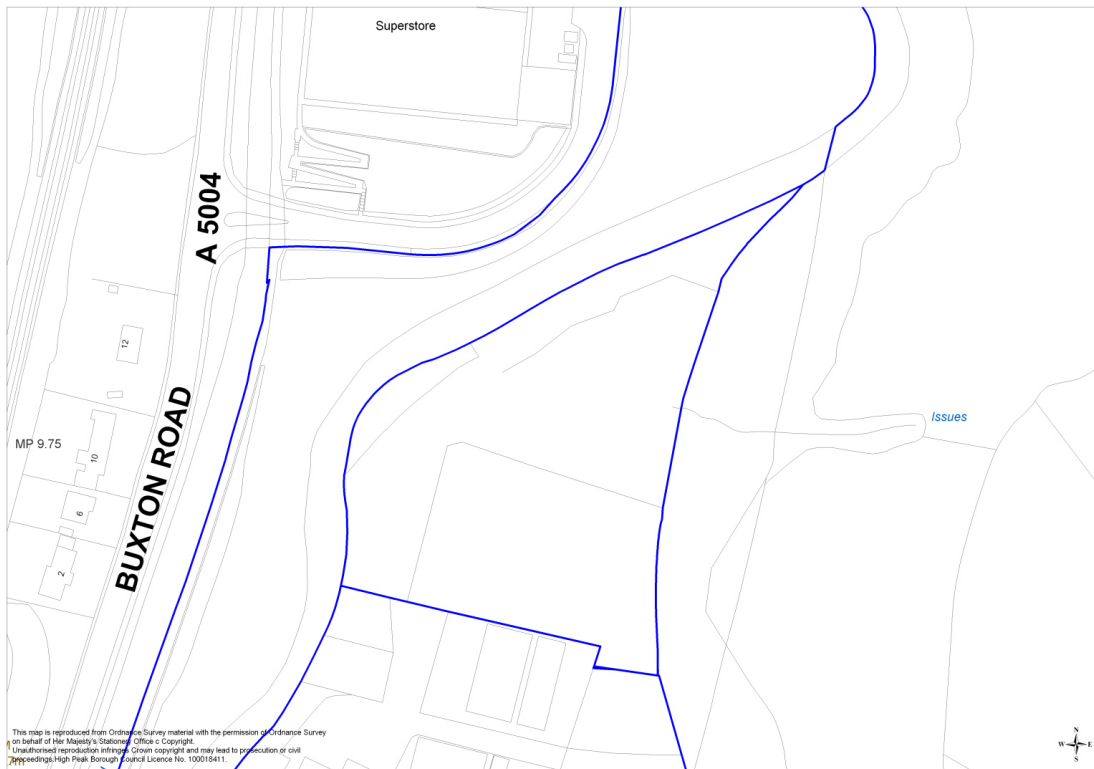 Superstore
A 5004
12
Issues
MP 9.75
10
BUXTON ROAD
6
2
This map is reproduced from Ordnance Survey material with the permission of Ordnance Survey
on behalf of Her Majesty's Stationery Office c Copyright.
Unauthorised reproduction infringes Crown copyright and may lead to prosecution or civil
proceedings.High Peak Borough Council Licence No. 100018411.
N
W
E
S